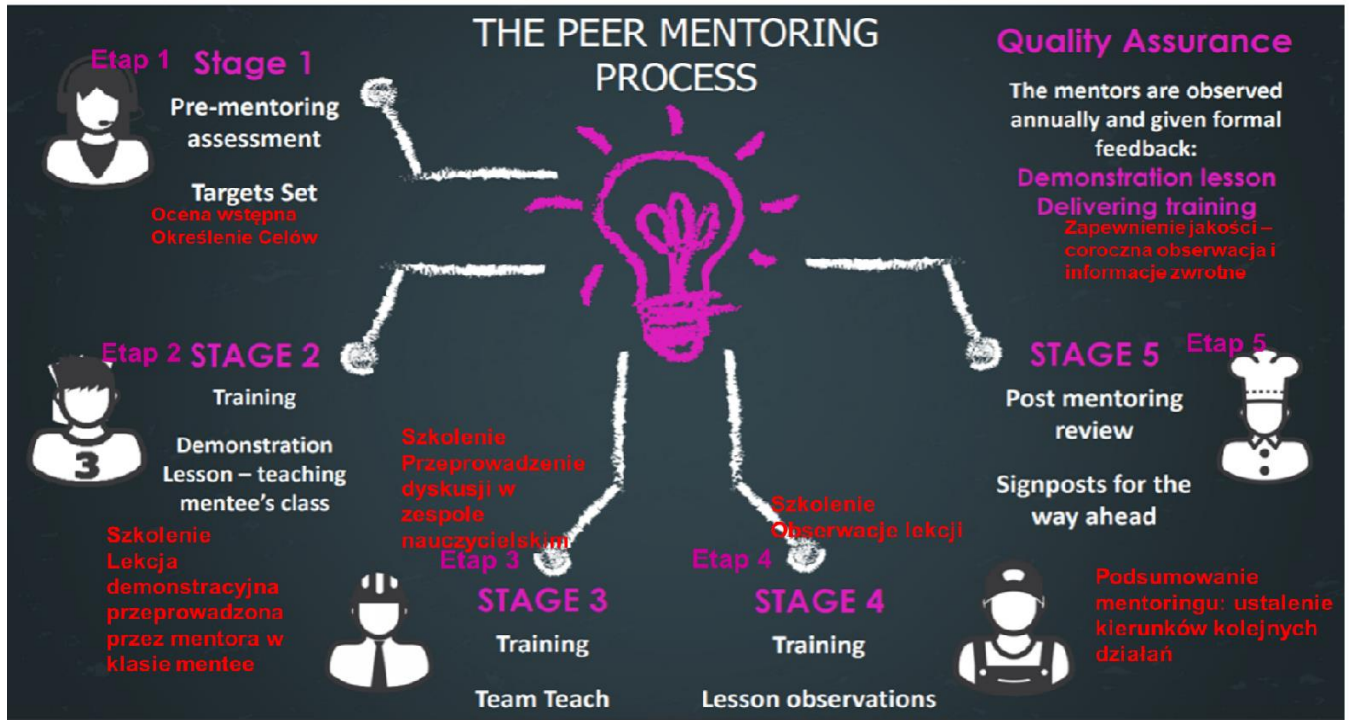 THE PEER MENTORING
PROCESS
Etap 1
Stage 1
Pre-mentoring
assessment
Targets Set
Ocena wstępna
Określenie Celów
Etap 2
STAGE 2
Training
Demonstration
Lesson – teaching
mentee's class
3
Szkolenie
Lekcja
demonstracyjna
przeprowadzona
przez mentora w
klasie mentee
Szkolenie
Przeprowadzenie
dyskusji w
zespole
nauczycielskim
Etap 3
STAGE 3
Training
Team Teach
Szkolenie
Obserwacje lekcji
Etap 4
STAGE 4
Training
Lesson observations
Etap 5
STAGE 5
Post mentoring
review
Signposts for the
way ahead
Podsumowanie
mentoringu: ustalenie
kierunków kolejnych
działań
Quality Assurance
The mentors are observed
annually and given formal
feedback:
Demonstration lesson
Delivering training
Zapewnienie jakości –
coroczna obserwacja i
informacje zwrotne